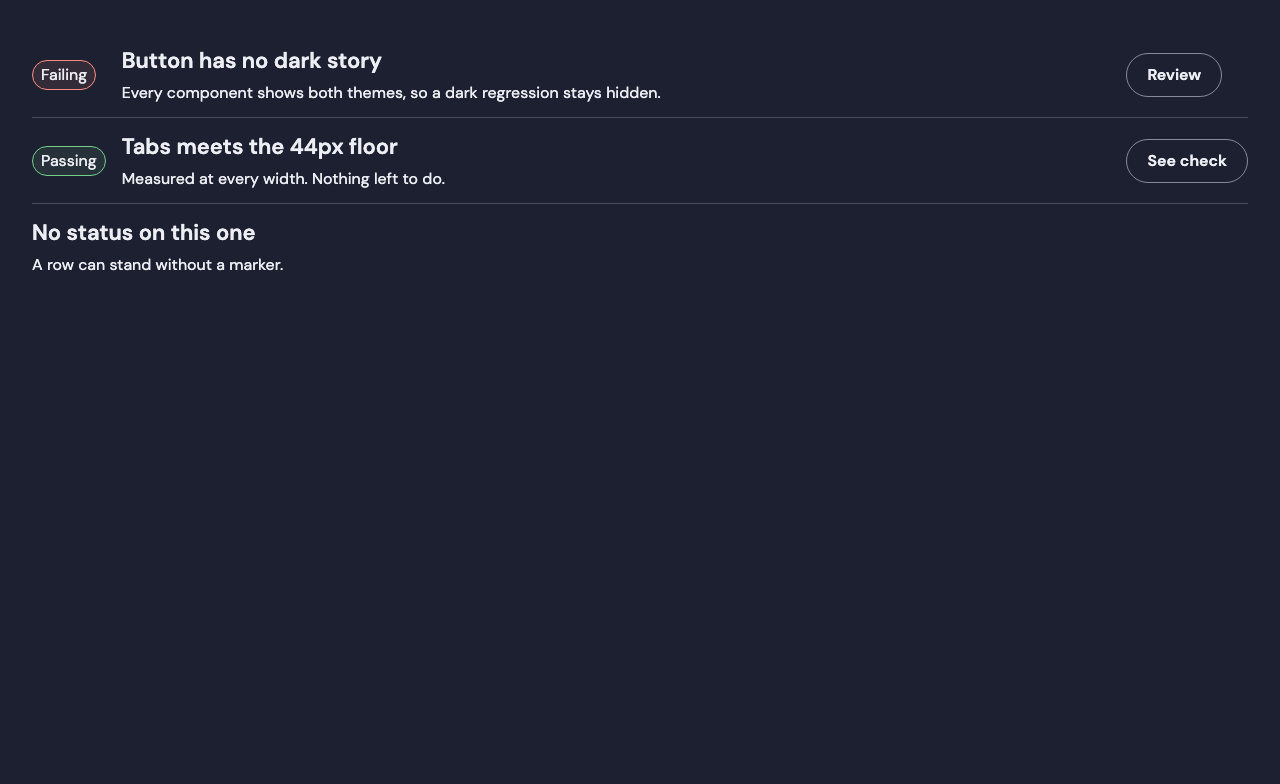 Failing
Button has no dark story
Every component shows both themes, so a dark regression stays hidden.
Review
Passing
Tabs meets the 44px floor
Measured at every width. Nothing left to do.
See check
No status on this one
A row can stand without a marker.